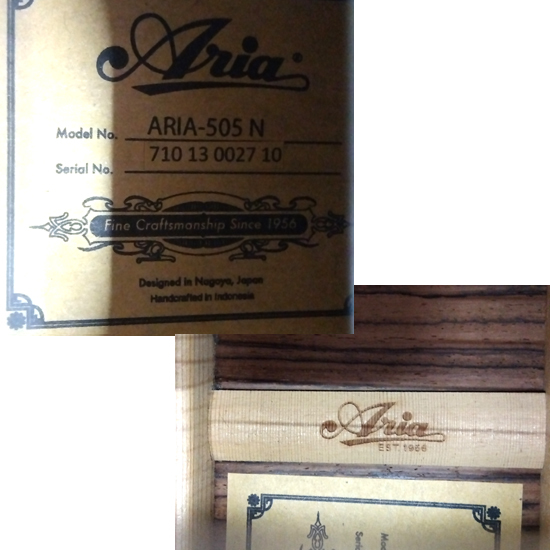 Aria®
Model No. ARIA-505 N
Serial No. 710 13 0027 10
Fine Craftsmanship Since 1956
Designed in Nagoya, Japan
Handcrafted in Indonesia
Aria
EST. 1956